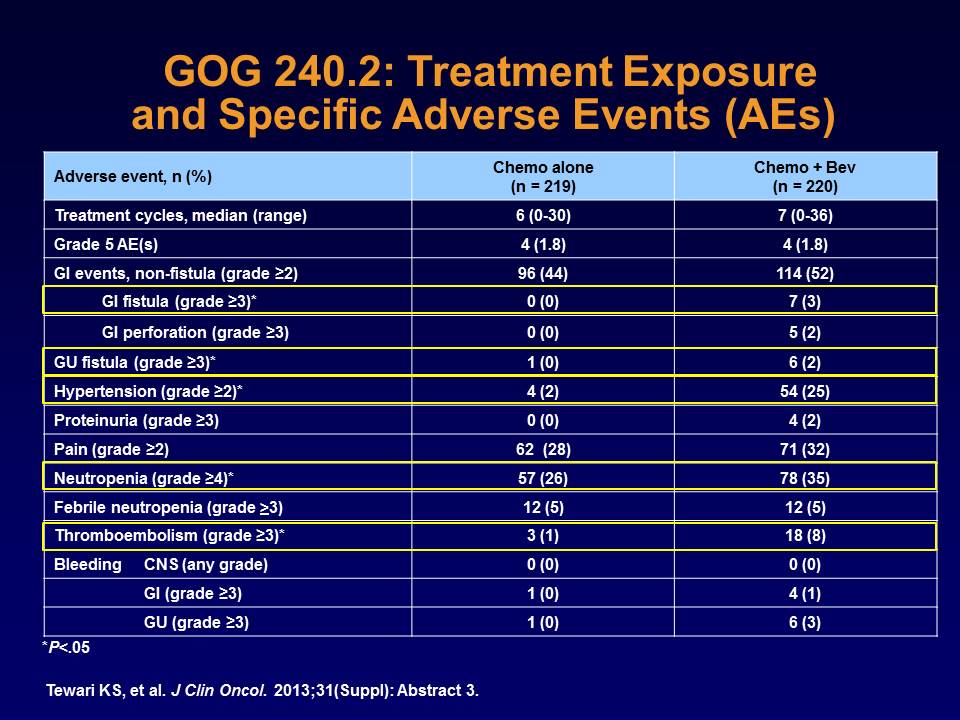 GOG 240.2: Treatment Exposure
and Specific Adverse Events (AEs)
Adverse event, n (%) Chemo alone (n = 219) Chemo + Bev (n = 220)
Treatment cycles, median (range) 6 (0-30) 7 (0-36)
Grade 5 AE(s) 4 (1.8) 4 (1.8)
GI events, non-fistula (grade ≥2) 96 (44) 114 (52)
GI fistula (grade ≥3)* 0 (0) 7 (3)
GI perforation (grade ≥3) 0 (0) 5 (2)
GU fistula (grade ≥3)* 1 (0) 6 (2)
Hypertension (grade ≥2)* 4 (2) 54 (25)
Proteinuria (grade ≥3) 0 (0) 4 (2)
Pain (grade ≥2) 62 (28) 71 (32)
Neutropenia (grade ≥4)* 57 (26) 78 (35)
Febrile neutropenia (grade ≥3) 12 (5) 12 (5)
Thromboembolism (grade ≥3)* 3 (1) 18 (8)
Bleeding CNS (any grade) 0 (0) 0 (0)
GI (grade ≥3) 1 (0) 4 (1)
GU (grade ≥3) 1 (0) 6 (3)
*P<.05
Tewari KS, et al. J Clin Oncol. 2013;31(Suppl): Abstract 3.